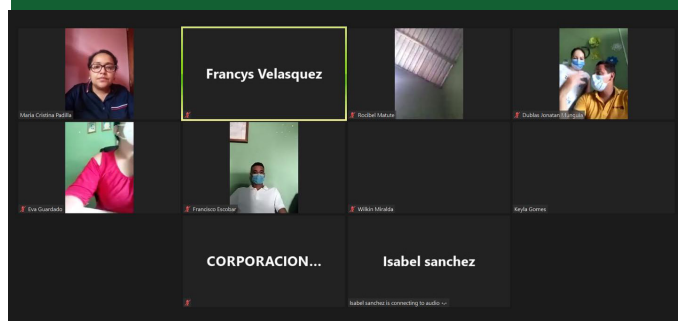 Francys Velasquez
Maria Cristina Padilla
Rocibel Matute
Dublas Jonatan
Eva Guardado
Francisco Escobar
Wilkin Miralda
Keyla Gomes
CORPORACION...
Isabel sanchez
Isabel sanchez is connecting to audio